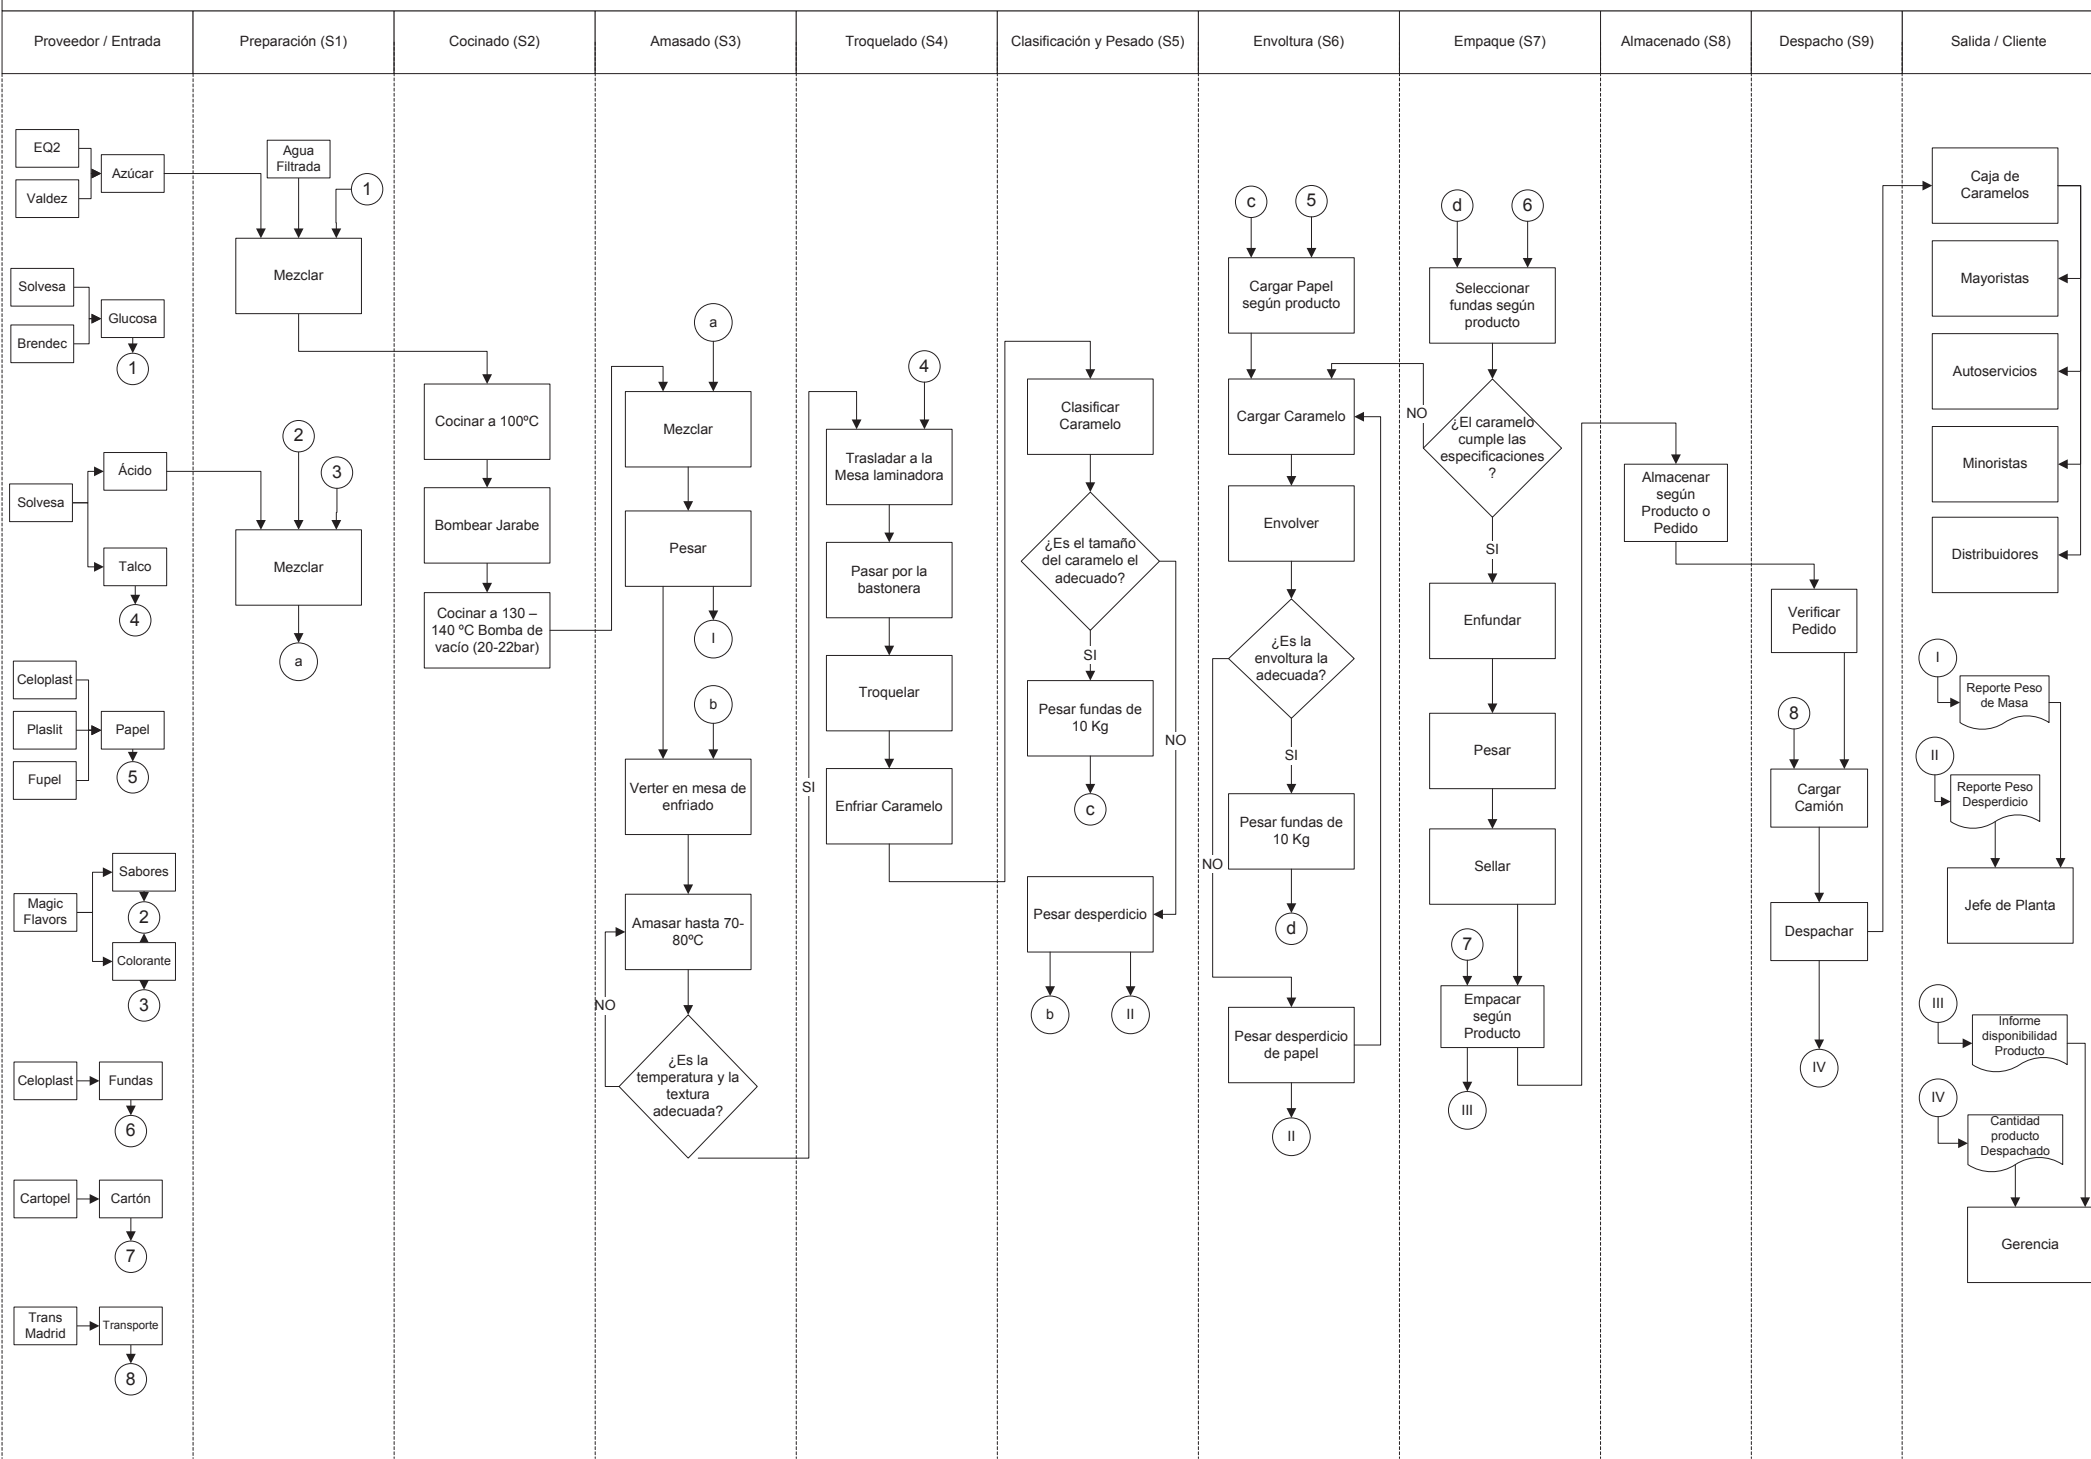 Proveedor / Entrada
Preparación (S1)
Cocinado (S2)
Amasado (S3)
Troquelado (S4)
Clasificación y Pesado (S5)
Envoltura (S6)
Empaque (S7)
Almacenado (S8)
Despacho (S9)
Salida / Cliente
EQ2
Valdez
Azúcar
Solvesa
Brendec
Glucosa
1
Solvesa
Ácido
Talco
4
Celoplast
Plaslit
Fupel
Papel
5
Magic
Flavors
Sabores
2
Colorante
3
Celoplast
Fundas
6
Cartopel
Cartón
7
Trans
Madrid
Transporte
8
Agua
Filtrada
1
Mezclar
2
3
Mezclar
a
Cocinar a 100ºC
Bombear Jarabe
Cocinar a 130 –
140 ºC Bomba de
vacío (20-22bar)
a
Mezclar
Pesar
I
b
Verter en mesa de
enfriado
Amasar hasta 70-
80ºC
NO
¿Es la
temperatura y la
textura
adecuada?
SI
4
Trasladar a la
Mesa laminadora
Pasar por la
bastonera
Troquelar
Enfriar Caramelo
Clasificar
Caramelo
¿Es el tamaño
del caramelo el
adecuado?
SI
NO
Pesar fundas de
10 Kg
c
Pesar desperdicio
b
II
c
5
Cargar Papel
según producto
Cargar Caramelo
Envolver
¿Es la
envoltura la
adecuada?
SI
NO
Pesar fundas de
10 Kg
d
Pesar desperdicio
de papel
II
d
6
Seleccionar
fundas según
producto
NO
¿El caramelo
cumple las
especificaciones
?
SI
Enfundar
Pesar
Sellar
7
Empacar
según
Producto
III
Almacenar
según
Producto o
Pedido
Verificar
Pedido
8
Cargar
Camión
Despachar
IV
Caja de
Caramelos
Mayoristas
Autoservicios
Minoristas
Distribuidores
I
Reporte Peso
de Masa
II
Reporte Peso
Desperdicio
Jefe de Planta
III
Informe
disponibilidad
Producto
IV
Cantidad
producto
Despachado
Gerencia